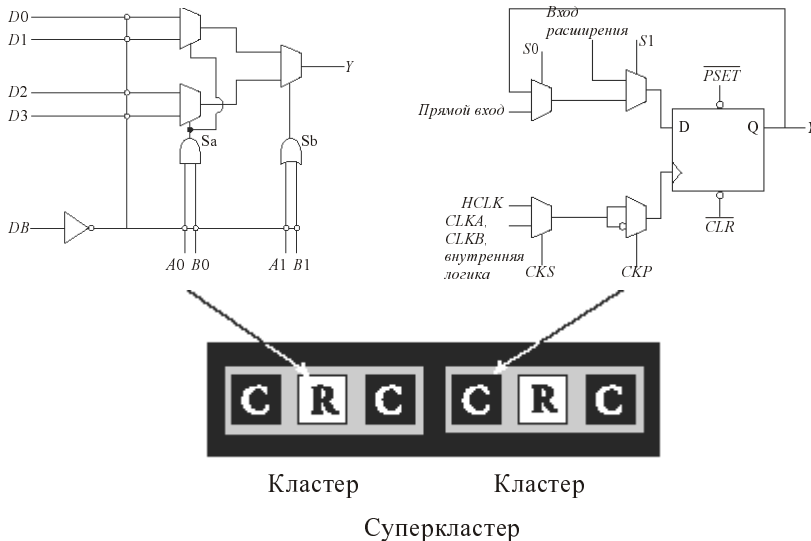 D0
D1
D2
D3
DB
Sa
Sb
Y
A0 B0
A1 B1
Вход
расширения
S0
S1
PSET
Прямой вход
D
Q
Y
HCLK
CLKA,
CLKB,
внутренняя
логика
CKS
CKP
CLR
C R C
C R C
Кластер
Кластер
Суперкластер